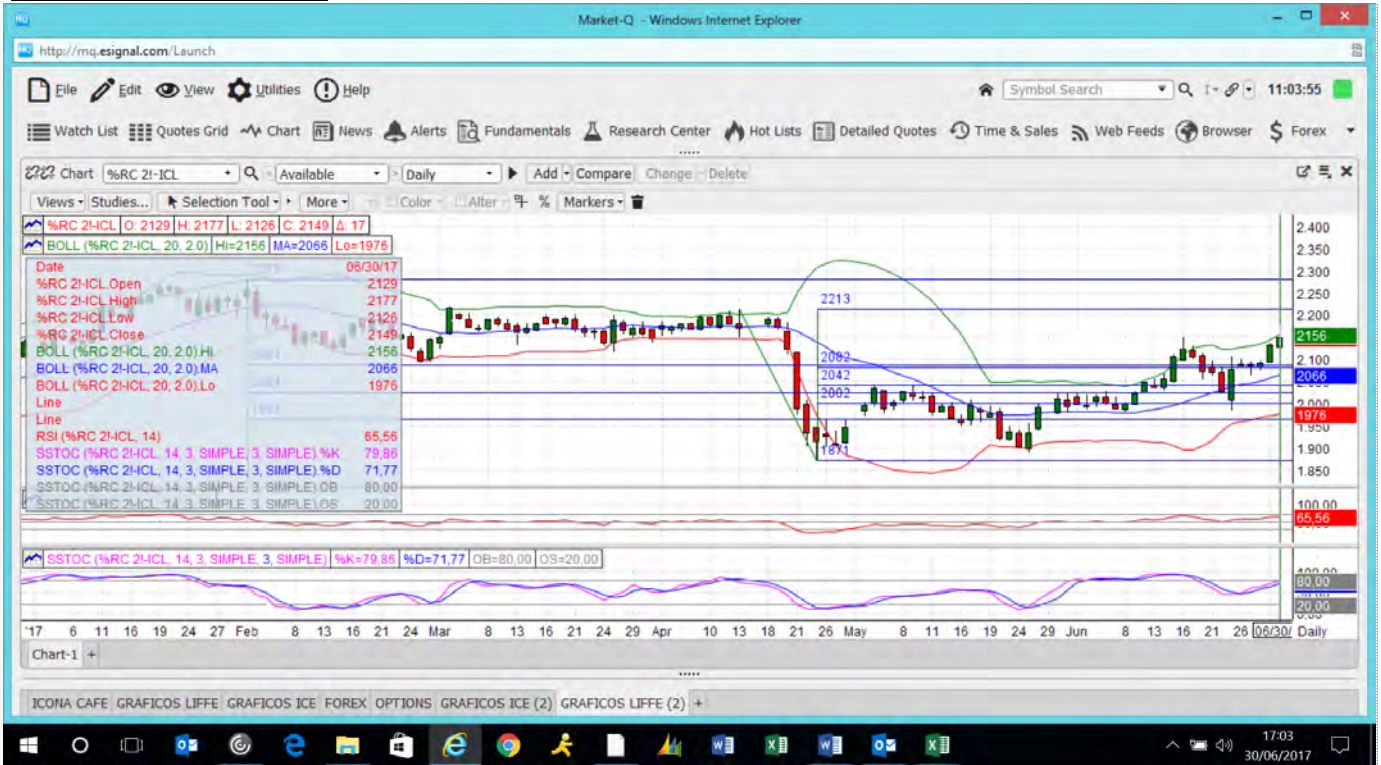 Market-Q - Windows Internet Explorer
http://mq.esignal.com/Launch
File Edit View Utilities Help
Symbol Search 11:03:55
Watch List Quotes Grid Chart News Alerts Fundamentals Research Center Hot Lists Detailed Quotes Time & Sales Web Feeds Browser $ Forex
Chart %RC 2!-ICL Available Daily Add Compare Change Delete
Views Studies... Selection Tool More Color Alter % Markers
%RC 2!-ICL O: 2129 H: 2177 L: 2126 C: 2149 Δ: 17
BOLL (%RC 2!-ICL, 20, 2.0) Hi=2156 MA=2066 Lo=1976
Date 06/30/17
%RC 2!-ICL.Open 2129
%RC 2!-ICL.High 2177
%RC 2!-ICL.Low 2126
%RC 2!-ICL.Close 2149
BOLL (%RC 2!-ICL, 20, 2.0).Hi 2156
BOLL (%RC 2!-ICL, 20, 2.0).MA 2066
BOLL (%RC 2!-ICL, 20, 2.0).Lo 1976
Line
Line
RSI (%RC 2!-ICL, 14) 65,56
SSTOC (%RC 2!-ICL, 14, 3, SIMPLE, 3, SIMPLE).%K 79,86
SSTOC (%RC 2!-ICL, 14, 3, SIMPLE, 3, SIMPLE).%D 71,77
SSTOC (%RC 2!-ICL, 14, 3, SIMPLE, 3, SIMPLE).OB 80,00
SSTOC (%RC 2!-ICL, 14, 3, SIMPLE, 3, SIMPLE).OS 20,00
2213
2082
2042
2002
1871
2.400
2.350
2.300
2.250
2.200
2156
2.100
2066
2.000
1976
1.950
1.900
1.850
100,00
65,56
SSTOC (%RC 2!-ICL, 14, 3, SIMPLE, 3, SIMPLE) %K=79,86 %D=71,77 OB=80,00 OS=20,00
80,00
20,00
'17 6 11 16 19 24 27 Feb 8 13 16 21 24 Mar 8 13 16 21 24 29 Apr 10 13 18 21 26 May 8 11 16 19 24 29 Jun 8 13 16 21 26 06/30/ Daily
Chart-1 +
ICONA CAFE GRAFICOS LIFFE GRAFICOS ICE FOREX OPTIONS GRAFICOS ICE (2) GRAFICOS LIFFE (2) +
17:03
30/06/2017